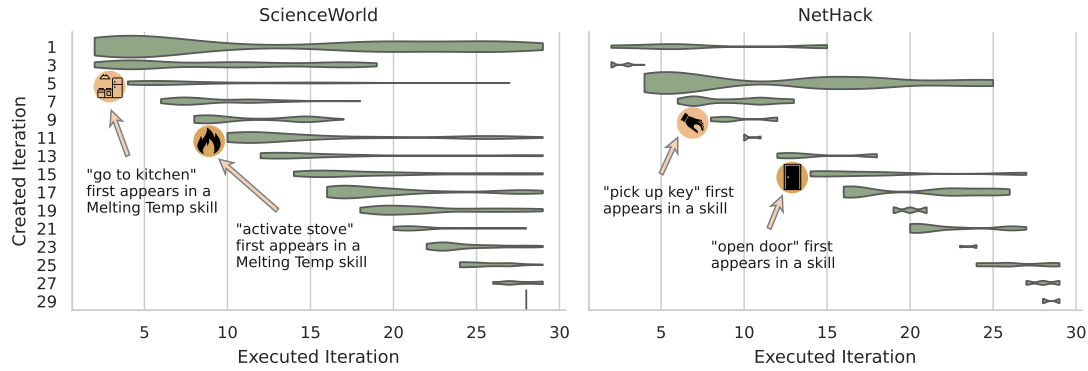 ScienceWorld
NetHack
Created Iteration
1
3
5
7
9
11
13
15
17
19
21
23
25
27
29
"go to kitchen"
first appears in a
Melting Temp skill
"activate stove"
first appears in a
Melting Temp skill
"pick up key" first
appears in a skill
"open door" first
appears in a skill
5
10
15
20
25
30
5
10
15
20
25
30
Executed Iteration
Executed Iteration